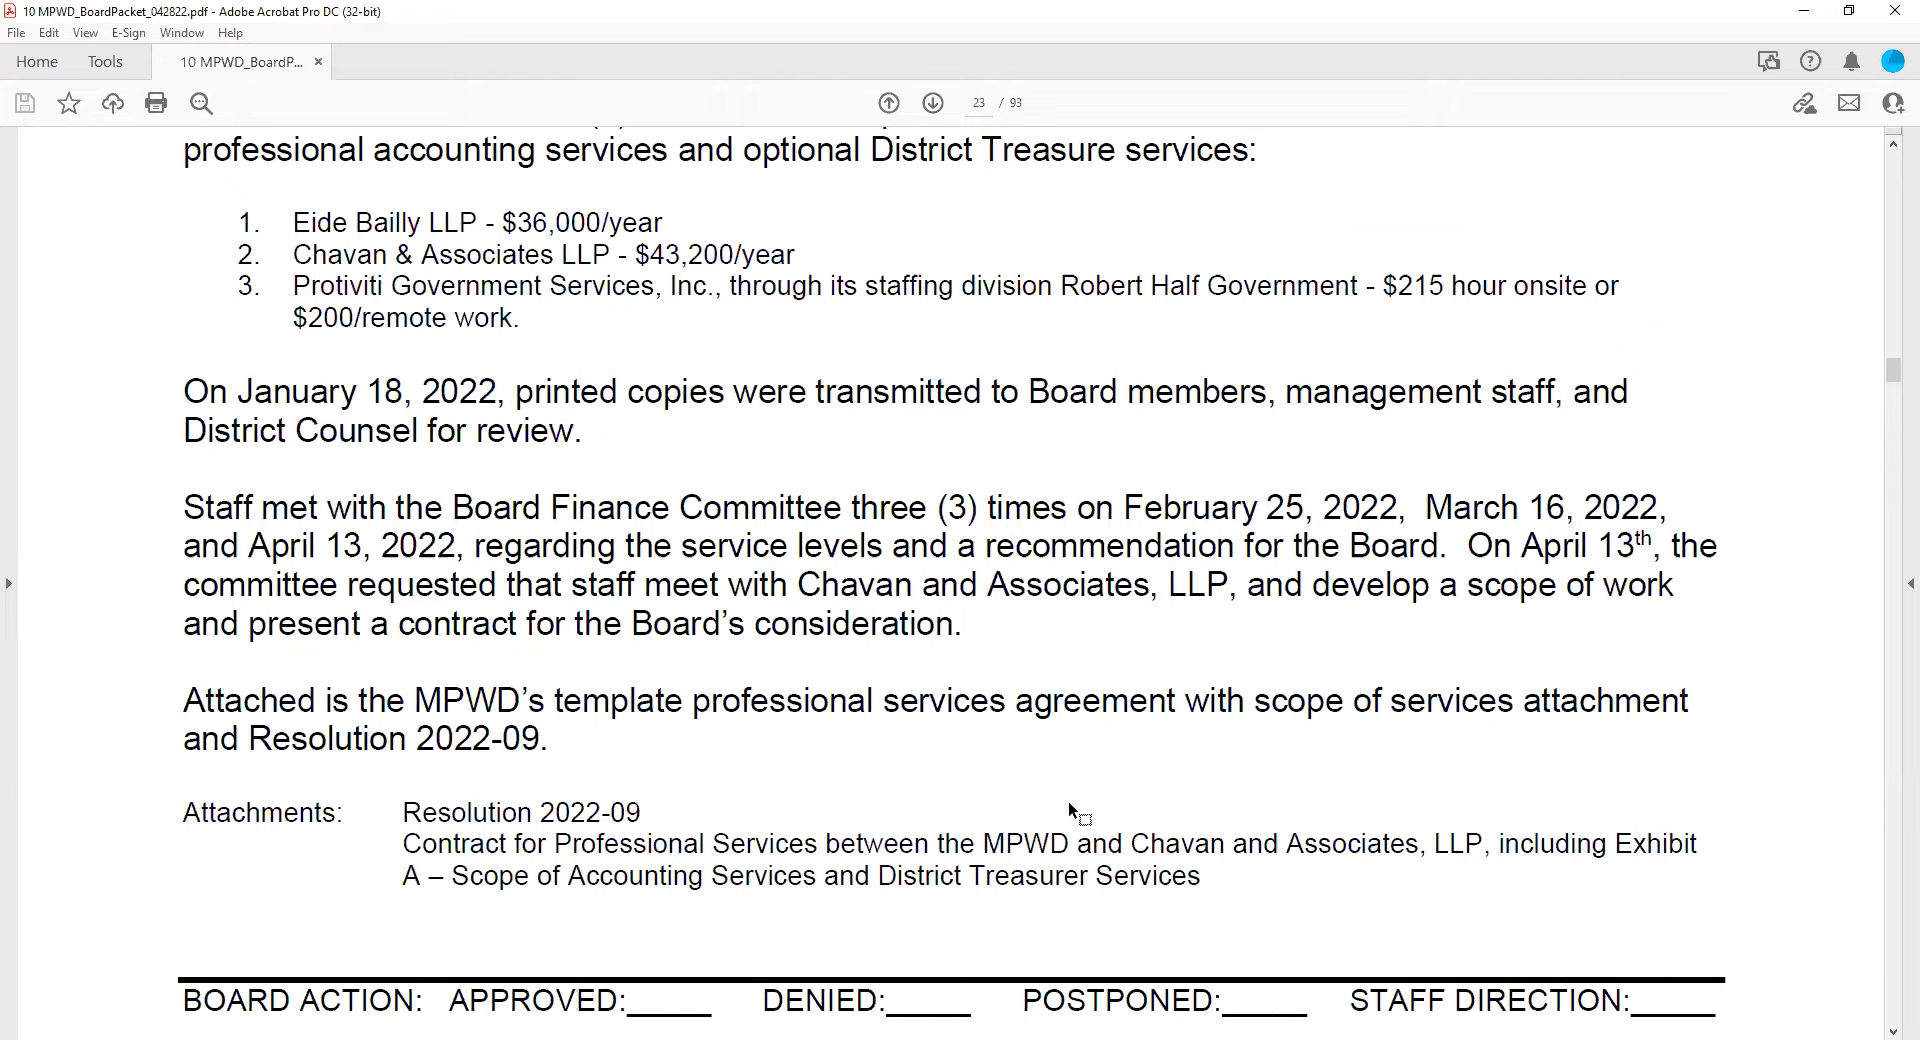 10 MPWD_BoardPacket_042822.pdf - Adobe Acrobat Pro DC (32-bit)
File Edit View E-Sign Window Help
Home Tools 10 MPWD_BoardP... ×
23 / 93
professional accounting services and optional District Treasure services:
1. Eide Bailly LLP - $36,000/year
2. Chavan & Associates LLP - $43,200/year
3. Protiviti Government Services, Inc., through its staffing division Robert Half Government - $215 hour onsite or
$200/remote work.
On January 18, 2022, printed copies were transmitted to Board members, management staff, and
District Counsel for review.
Staff met with the Board Finance Committee three (3) times on February 25, 2022, March 16, 2022,
and April 13, 2022, regarding the service levels and a recommendation for the Board. On April 13th, the
committee requested that staff meet with Chavan and Associates, LLP, and develop a scope of work
and present a contract for the Board's consideration.
Attached is the MPWD's template professional services agreement with scope of services attachment
and Resolution 2022-09.
Attachments: Resolution 2022-09
Contract for Professional Services between the MPWD and Chavan and Associates, LLP, including Exhibit
A – Scope of Accounting Services and District Treasurer Services
BOARD ACTION: APPROVED:_____ DENIED:_____ POSTPONED:_____ STAFF DIRECTION:_____